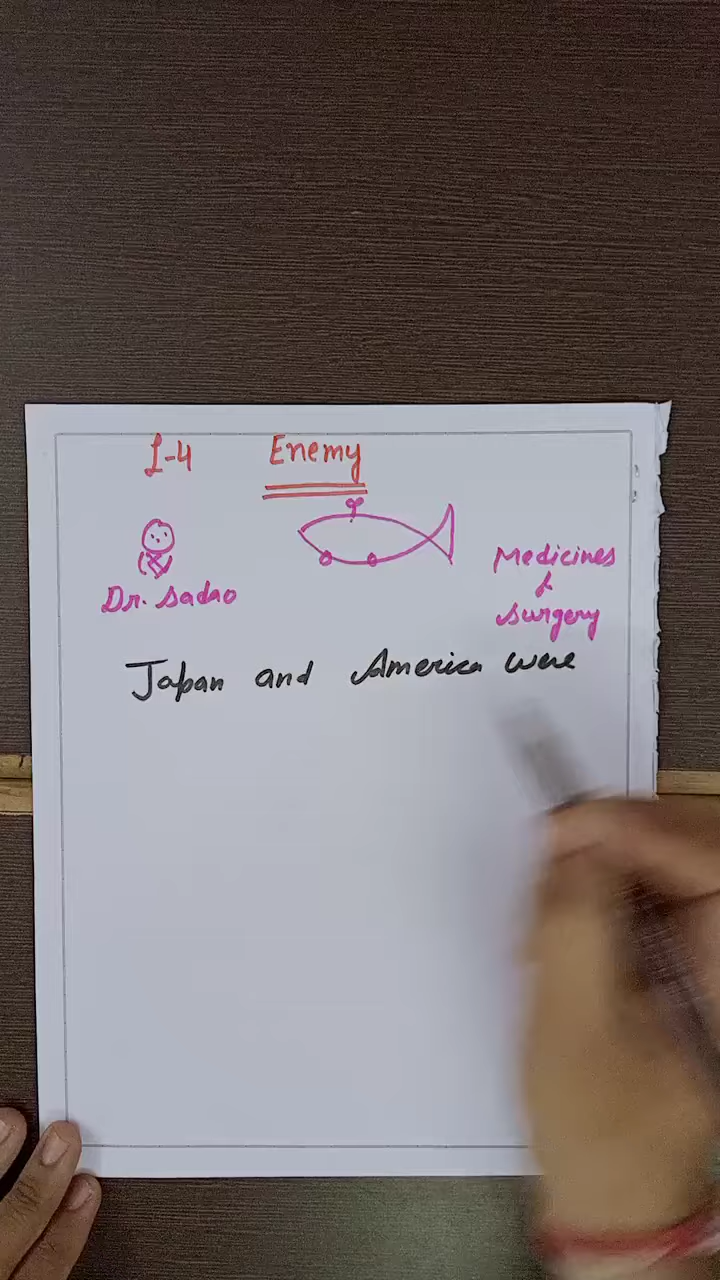 L-4 Enemy
Dr. Sadao
Medicines
&
Surgery
Japan and America were